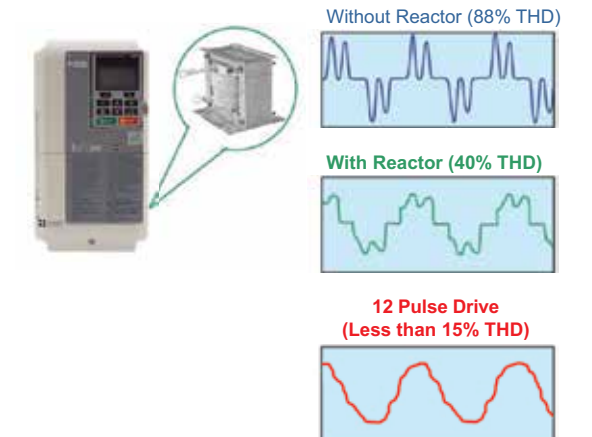 Without Reactor (88% THD)
With Reactor (40% THD)
12 Pulse Drive
(Less than 15% THD)